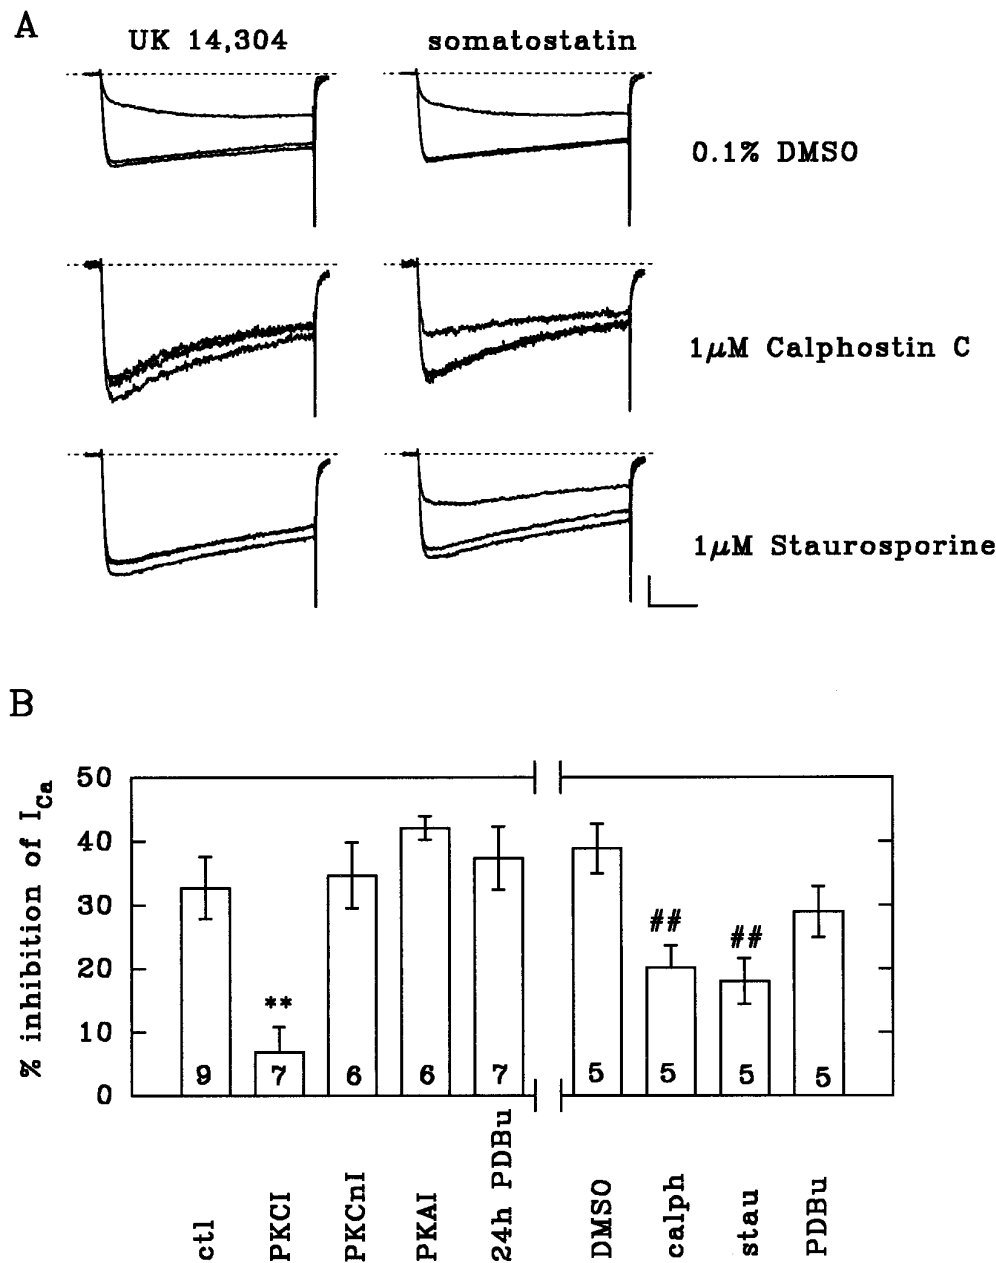 A
UK 14,304
somatostatin
0.1% DMSO
1μM Calphostin C
1μM Staurosporine
B
% inhibition of I_Ca
50
40
30
20
10
0
**
##
##
9
7
6
6
7
5
5
5
5
ctl
PKCI
PKCnI
PKAI
24h PDBu
DMSO
calph
stau
PDBu